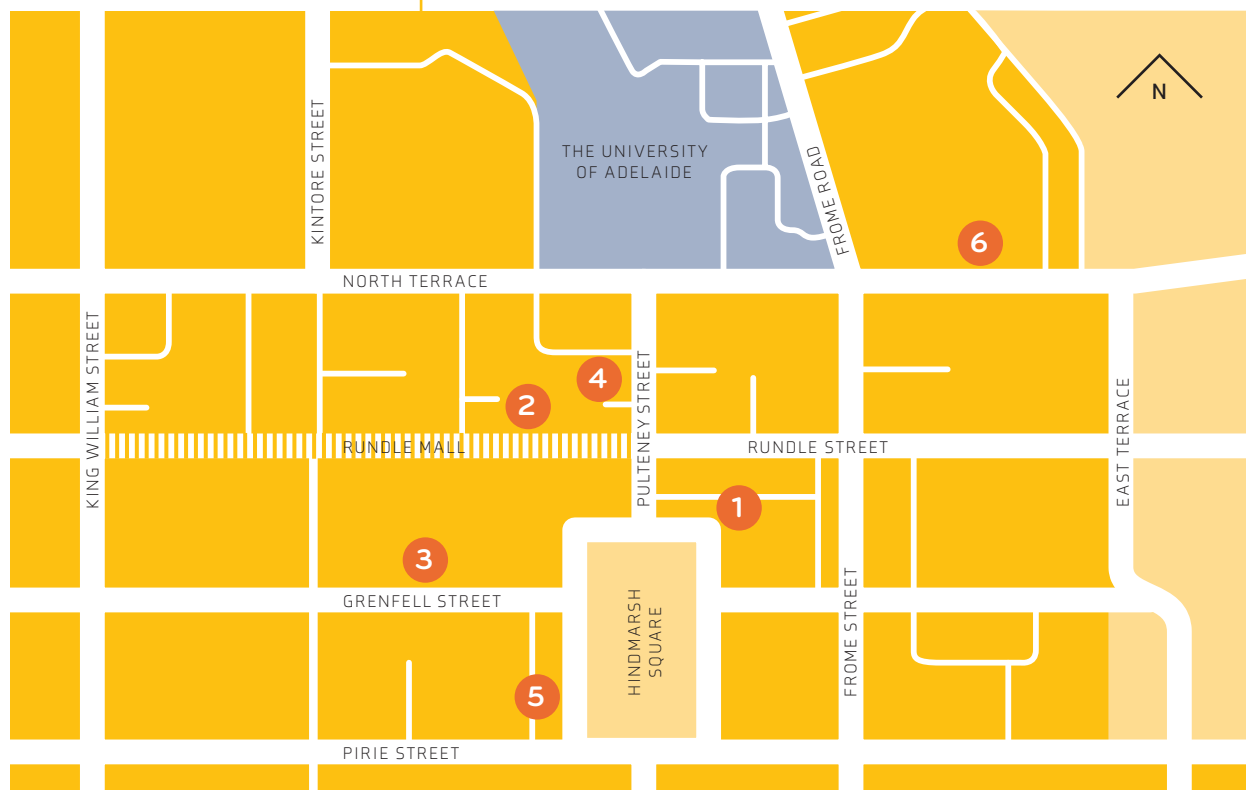 N
KINTORE STREET
THE UNIVERSITY
OF ADELAIDE
FROME ROAD
6
NORTH TERRACE
KING WILLIAM STREET
4
2
PULTENEY STREET
EAST TERRACE
RUNDLE MALL
RUNDLE STREET
1
3
GRENFELL STREET
HINDMARSH
SQUARE
FROME STREET
5
PIRIE STREET